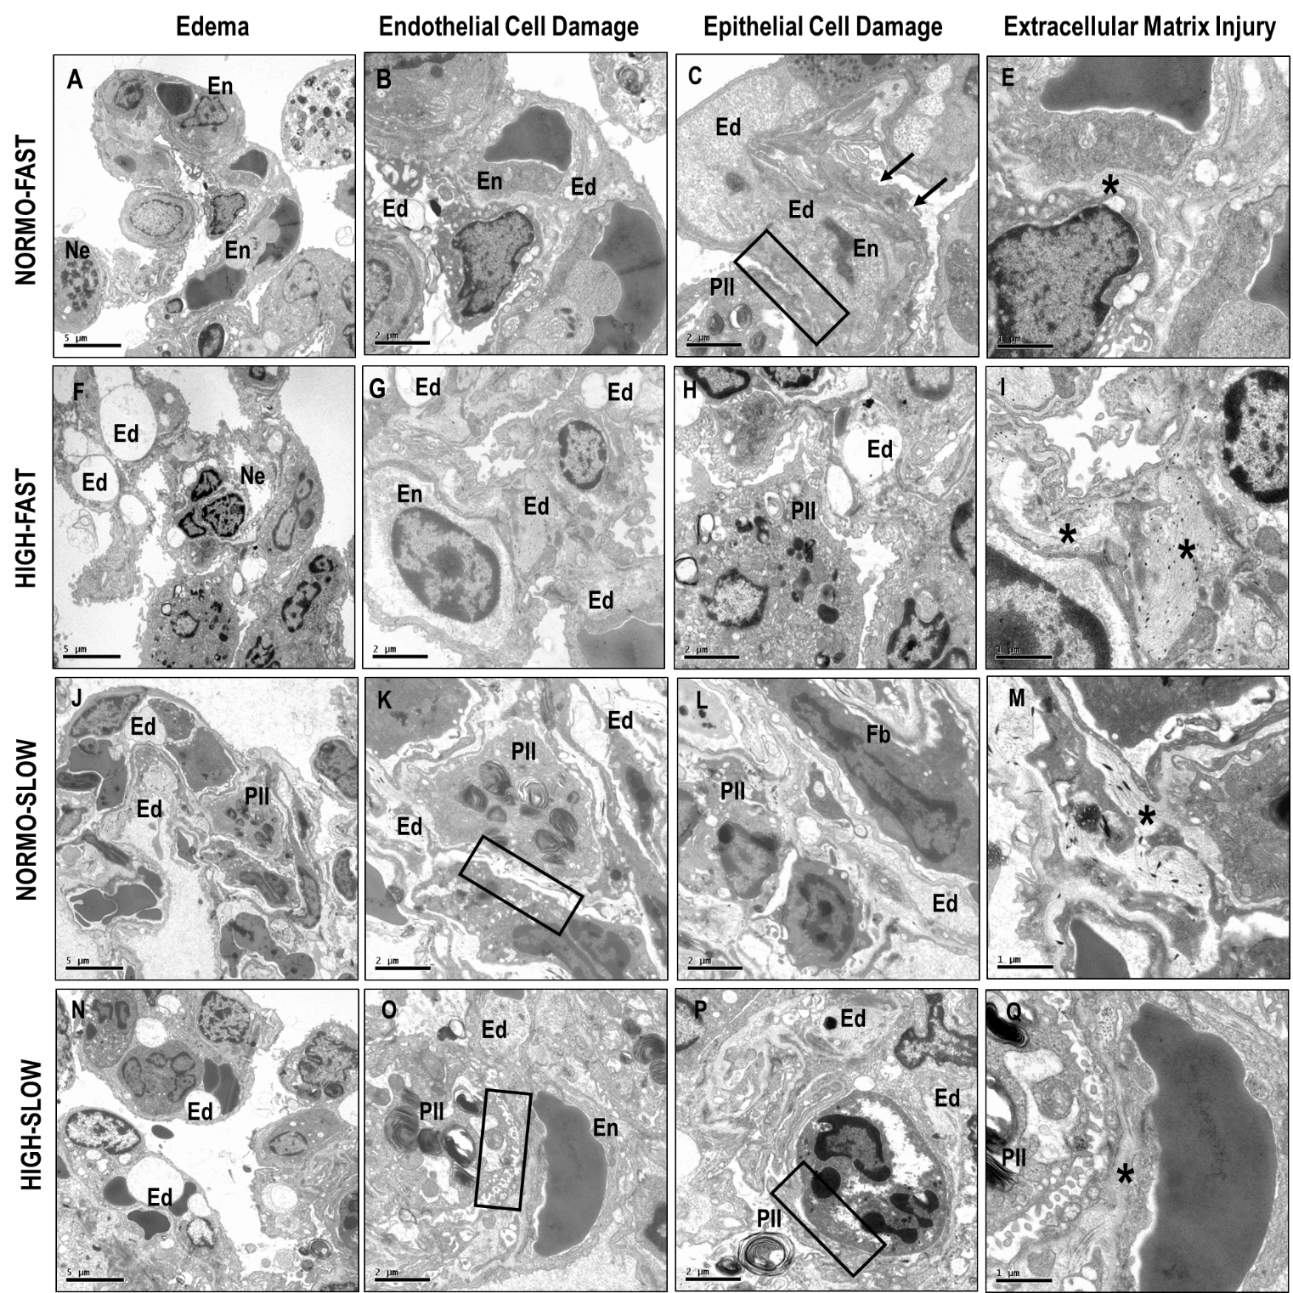 Edema Endothelial Cell Damage Epithelial Cell Damage Extracellular Matrix Injury
NORMO-FAST
A
En
Ne
En
5 µm
B
En
Ed
Ed
2 µm
C
Ed
Ed
En
PII
2 µm
E
*
µm
HIGH-FAST
F
Ed
Ed
Ne
5 µm
G
Ed
Ed
En
Ed
Ed
2 µm
H
Ed
PII
2 µm
I
*
*
1 µm
NORMO-SLOW
J
Ed
Ed
PII
5 µm
K
Ed
PII
Ed
2 µm
L
Fb
PII
Ed
2 µm
M
*
1 µm
HIGH-SLOW
N
Ed
Ed
5 µm
O
Ed
PII
En
2 µm
P
Ed
Ed
PII
2 µm
Q
PII
*
1 µm